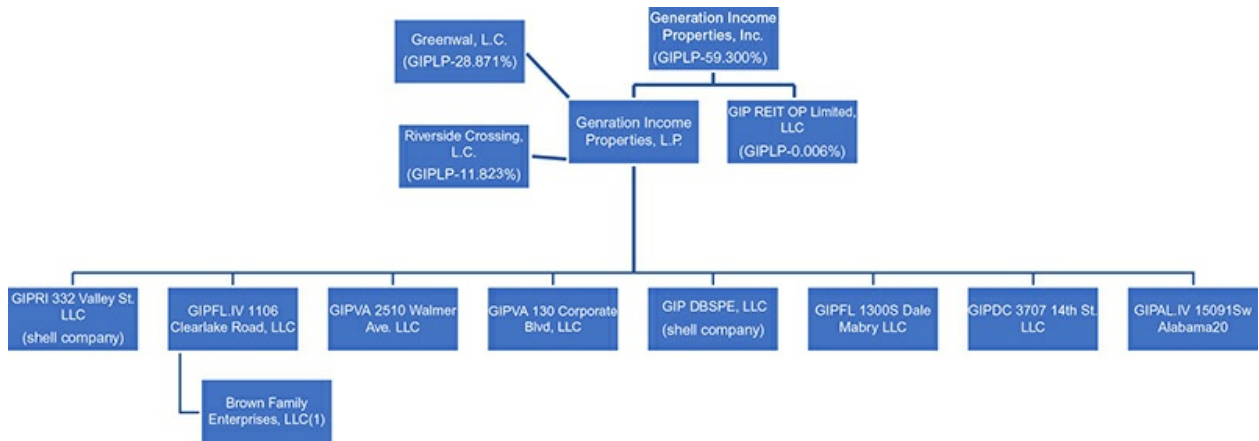 Generation Income
Properties, Inc.
(GIPLP-59.300%)
Greenwal, L.C.
(GIPLP-28.871%)
Genration Income
Properties, L.P.
GIP REIT OP Limited,
LLC
(GIPLP-0.006%)
Riverside Crossing,
L.C.
(GIPLP-11.823%)
GIPRI 332 Valley St.
LLC
(shell company)
GIPFL.IV 1106
Clearlake Road, LLC
GIPVA 2510 Walmer
Ave. LLC
GIPVA 130 Corporate
Blvd, LLC
GIP DBSPE, LLC
(shell company)
GIPFL 1300S Dale
Mabry LLC
GIPDC 3707 14th St.
LLC
GIPAL.IV 15091Sw
Alabama20
Brown Family
Enterprises, LLC(1)